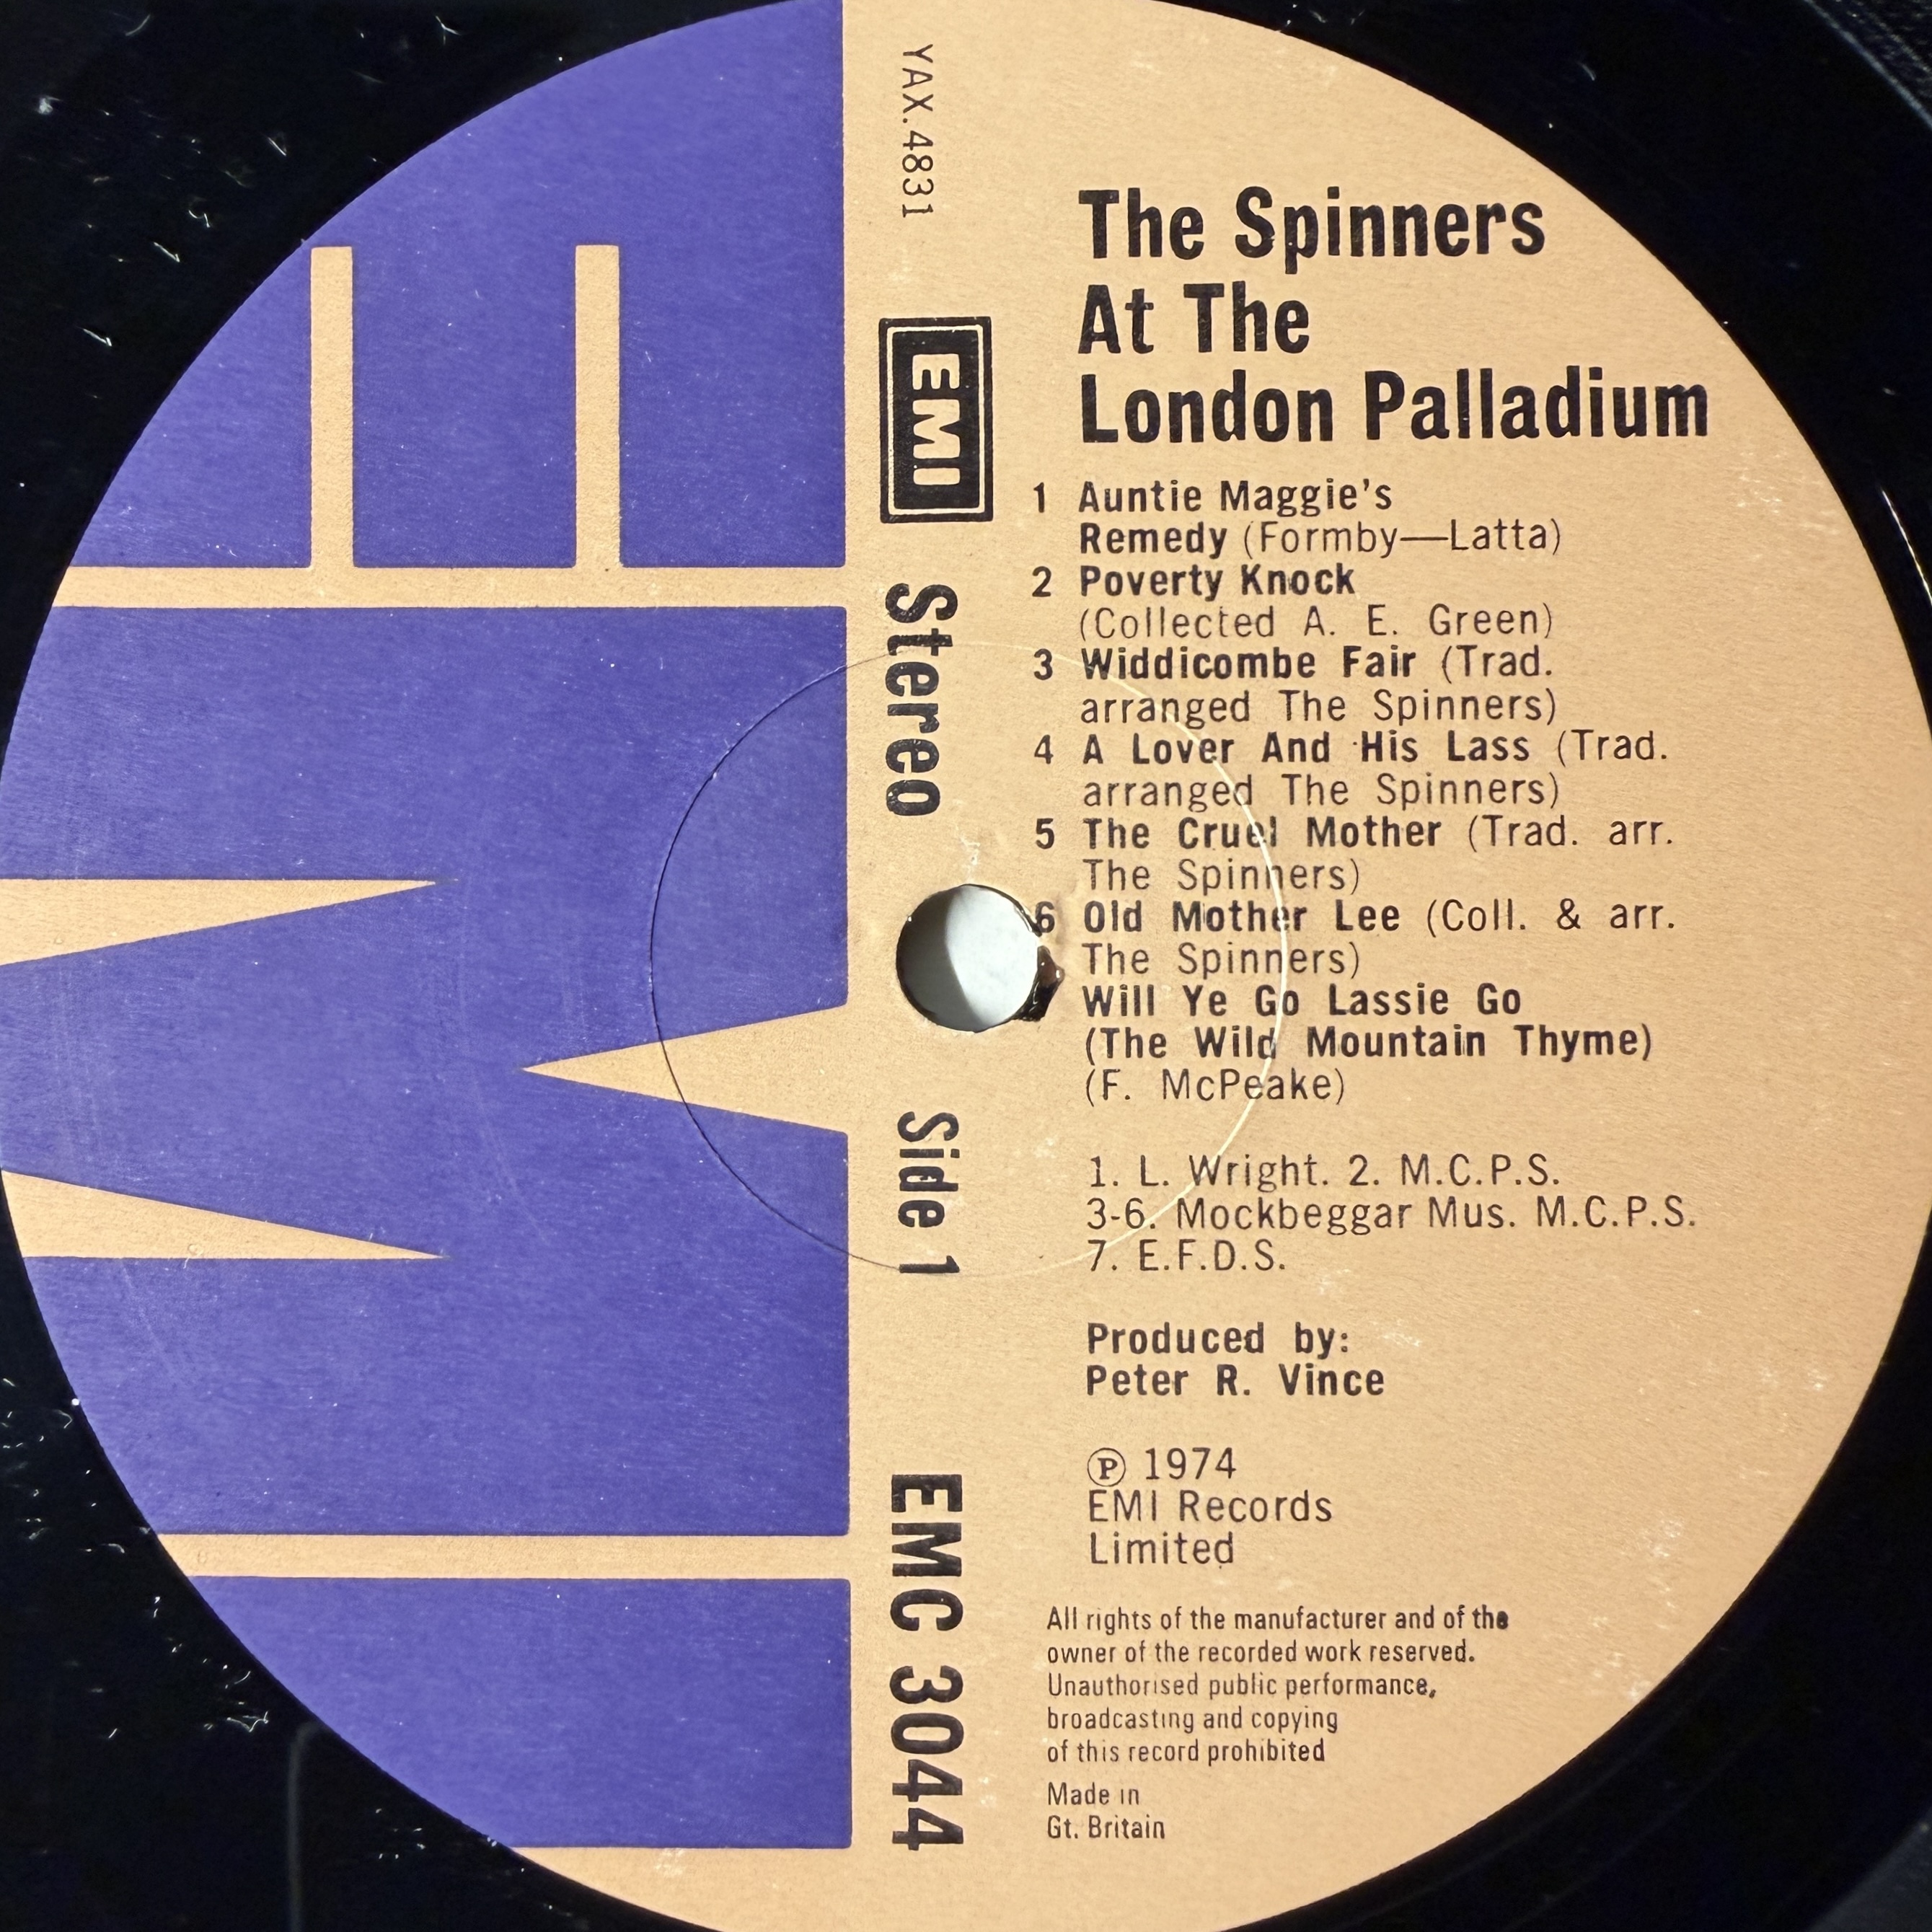 YAX.4831
EMI
Stereo
Side 1
EMC 3044
The Spinners
At The
London Palladium
1 Auntie Maggie's
Remedy (Formby—Latta)
2 Poverty Knock
(Collected A. E. Green)
3 Widdicombe Fair (Trad.
arranged The Spinners)
4 A Lover And His Lass (Trad.
arranged The Spinners)
5 The Cruel Mother (Trad. arr.
The Spinners)
6 Old Mother Lee (Coll. & arr.
The Spinners)
Will Ye Go Lassie Go
(The Wild Mountain Thyme)
(F. McPeake)
1. L. Wright. 2. M.C.P.S.
3-6. Mockbeggar Mus. M.C.P.S.
7. E.F.D.S.
Produced by:
Peter R. Vince
Ⓟ 1974
EMI Records
Limited
All rights of the manufacturer and of the
owner of the recorded work reserved.
Unauthorised public performance,
broadcasting and copying
of this record prohibited
Made in
Gt. Britain